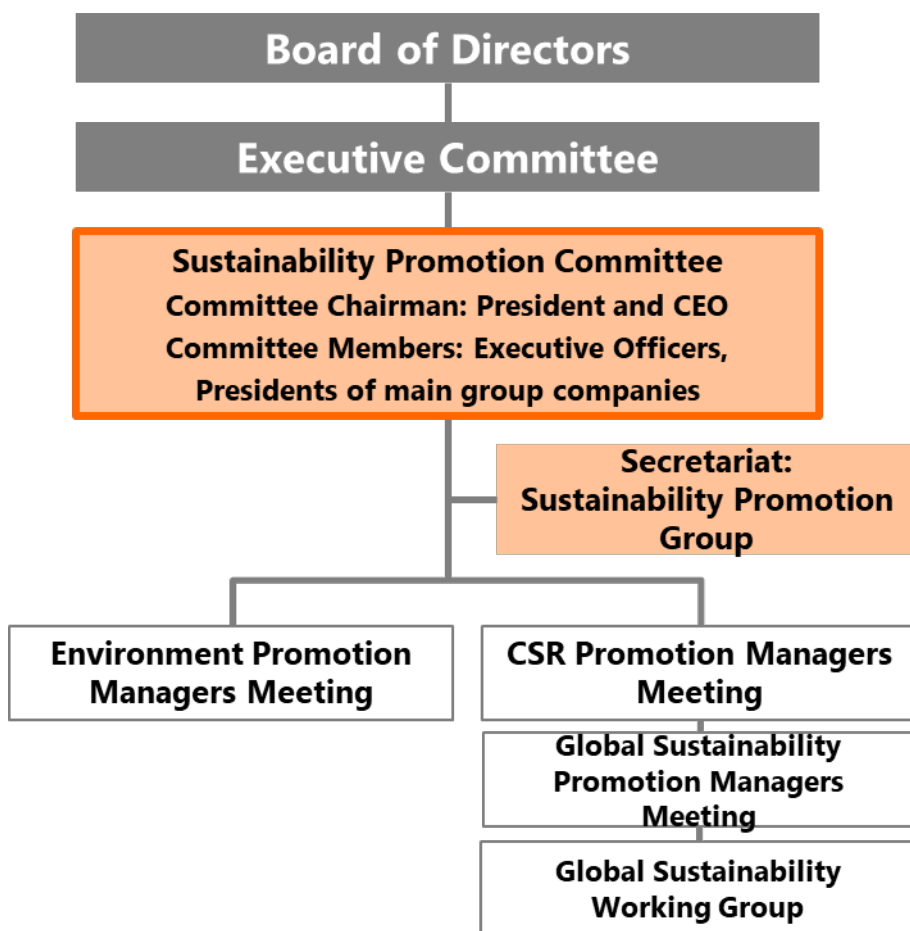 Board of Directors
Executive Committee
Sustainability Promotion Committee
Committee Chairman: President and CEO
Committee Members: Executive Officers,
Presidents of main group companies
Secretariat:
Sustainability Promotion
Group
Environment Promotion
Managers Meeting
CSR Promotion Managers
Meeting
Global Sustainability
Promotion Managers
Meeting
Global Sustainability
Working Group